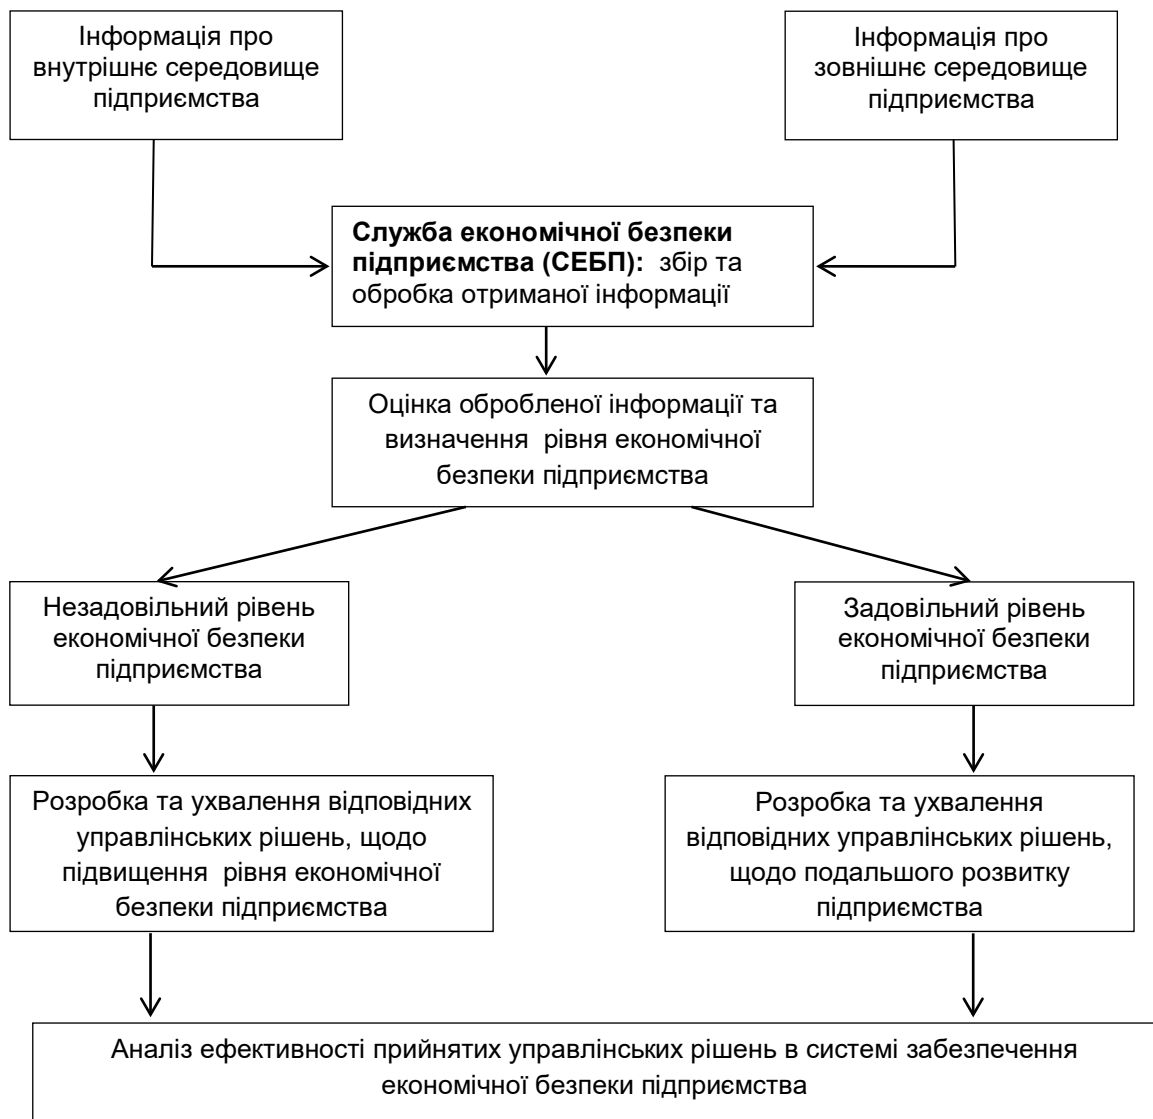 Інформація про
внутрішнє середовище
підприємства
Інформація про
зовнішнє середовище
підприємства
Служба економічної безпеки
підприємства (СЕБП):  збір та
обробка отриманої інформації
Оцінка обробленої інформації та
визначення  рівня економічної
безпеки підприємства
Незадовільний рівень
економічної безпеки
підприємства
Задовільний рівень
економічної безпеки
підприємства
Розробка та ухвалення відповідних
управлінських рішень, щодо
підвищення  рівня економічної
безпеки підприємства
Розробка та ухвалення
відповідних управлінських рішень,
щодо подальшого розвитку
підприємства
Аналіз ефективності прийнятих управлінських рішень в системі забезпечення
економічної безпеки підприємства